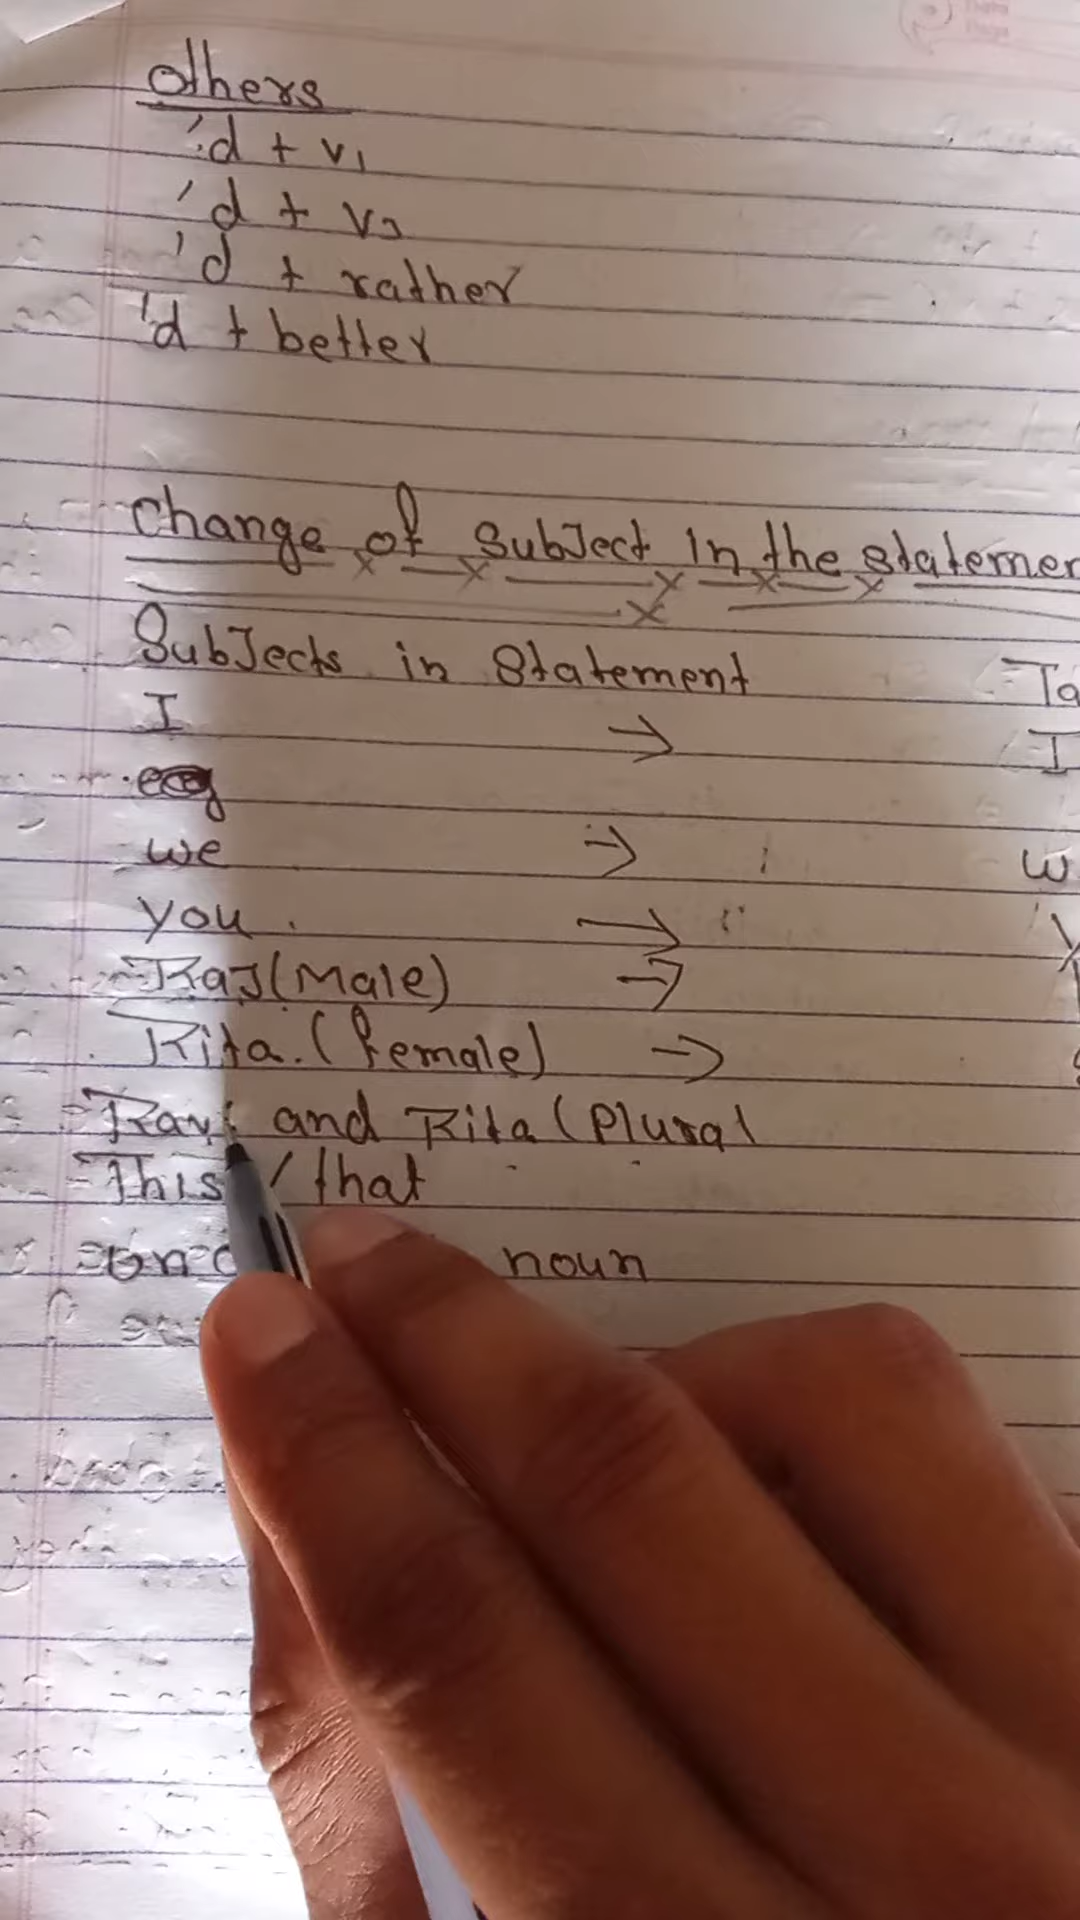 others
'd + v1
'd + v3
'd + rather
'd + better
Change of Subject in the statemen
Subjects in Statement Ta
I → I
we → w
you. → y
Raj (Male) →
Rita. (female) →
Ravi and Rita (Plural
This / that
noun